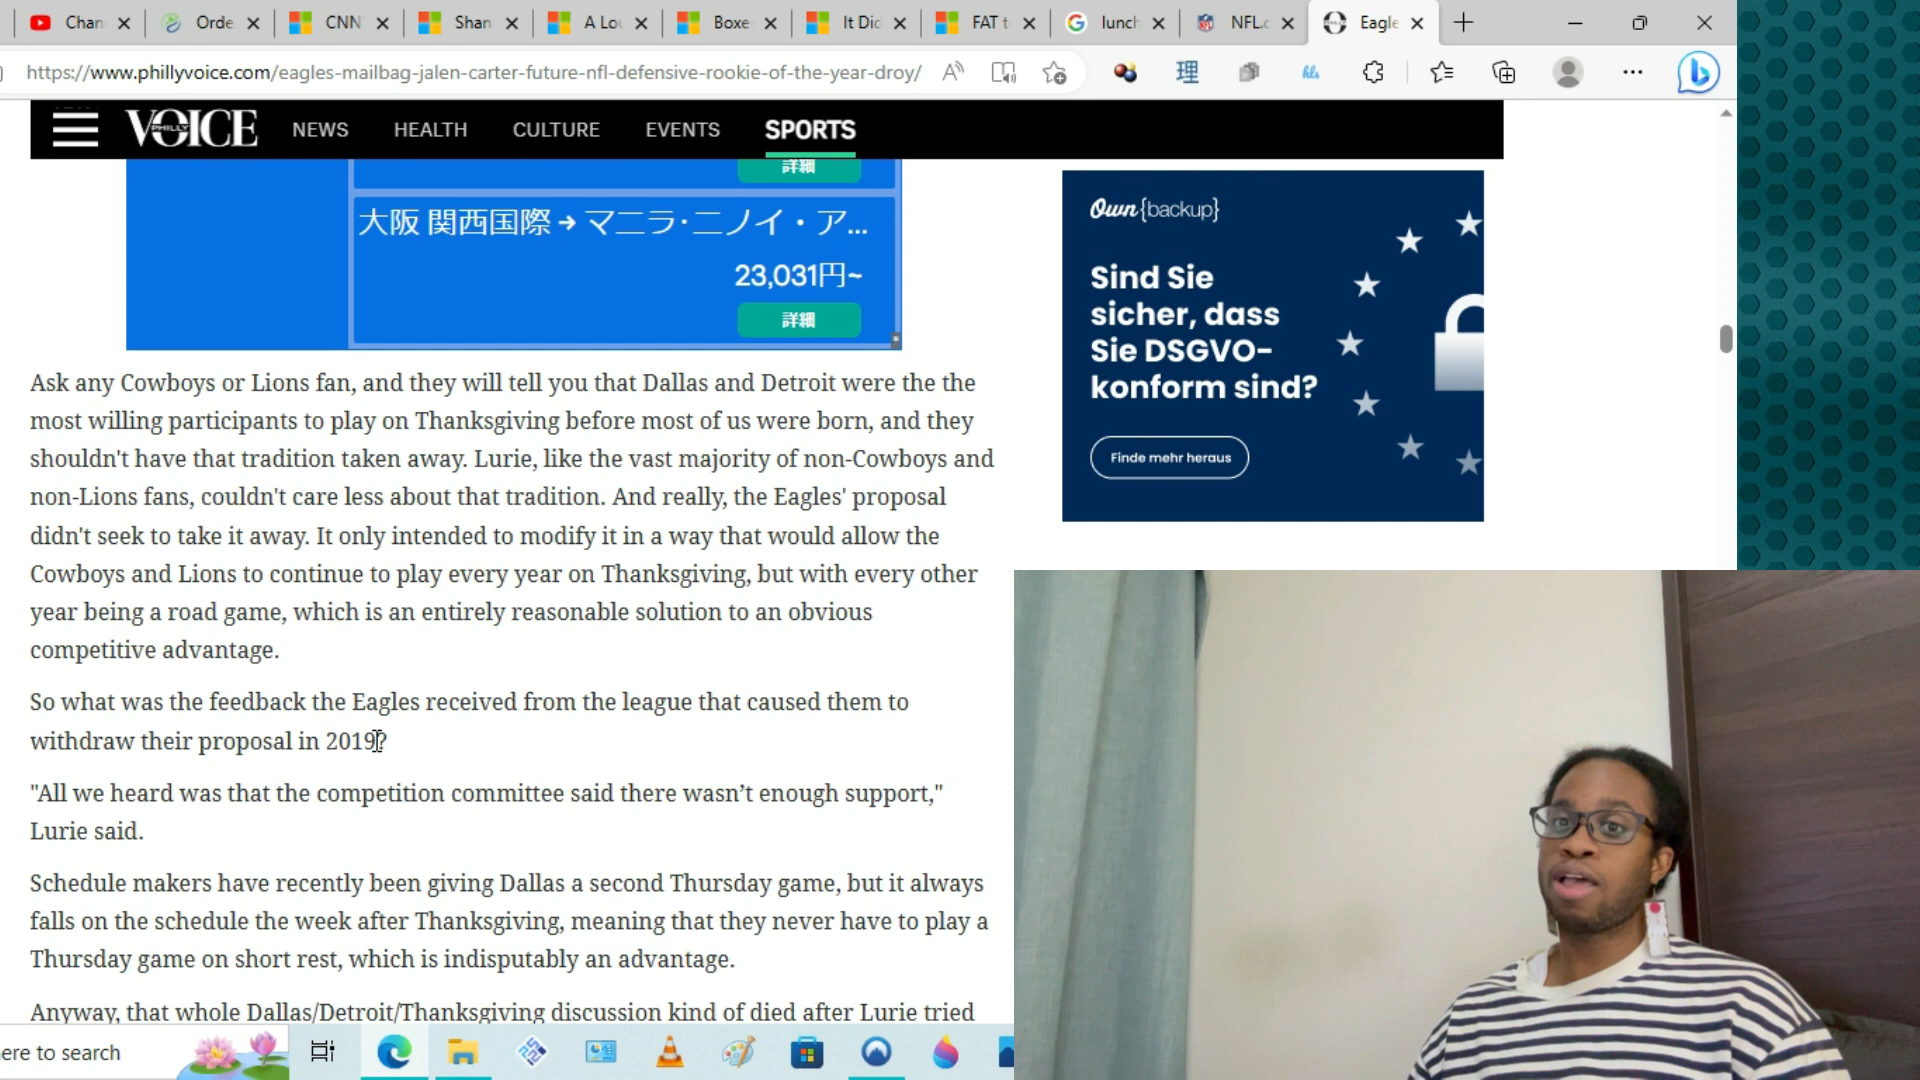 Chan
Orde
CNN
Shan
A Lou
Boxe
It Dic
FAT t
lunch
NFL.c
Eagle
https://www.phillyvoice.com/eagles-mailbag-jalen-carter-future-nfl-defensive-rookie-of-the-year-droy/
理
hls
VOICE
PHILLY
NEWS
HEALTH
CULTURE
EVENTS
SPORTS
詳細
大阪 関西国際 → マニラ・ニノイ・ア...
23,031円~
詳細
Own{backup}
Sind Sie
sicher, dass
Sie DSGVO-
konform sind?
Finde mehr heraus
Ask any Cowboys or Lions fan, and they will tell you that Dallas and Detroit were the the
most willing participants to play on Thanksgiving before most of us were born, and they
shouldn't have that tradition taken away. Lurie, like the vast majority of non-Cowboys and
non-Lions fans, couldn't care less about that tradition. And really, the Eagles' proposal
didn't seek to take it away. It only intended to modify it in a way that would allow the
Cowboys and Lions to continue to play every year on Thanksgiving, but with every other
year being a road game, which is an entirely reasonable solution to an obvious
competitive advantage.
So what was the feedback the Eagles received from the league that caused them to
withdraw their proposal in 2019?
"All we heard was that the competition committee said there wasn’t enough support,"
Lurie said.
Schedule makers have recently been giving Dallas a second Thursday game, but it always
falls on the schedule the week after Thanksgiving, meaning that they never have to play a
Thursday game on short rest, which is indisputably an advantage.
Anyway, that whole Dallas/Detroit/Thanksgiving discussion kind of died after Lurie tried
ere to search